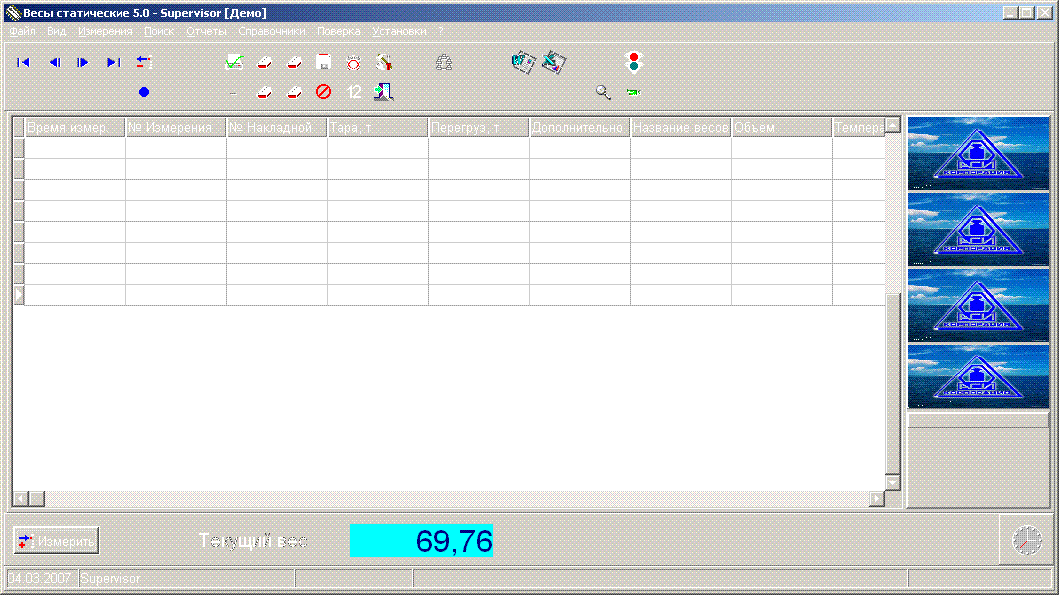 Весы статические 5.0 - Supervisor [Демо]
Файл Вид Измерения Поиск Отчеты Справочники Поверка Установки ?
12
Время измер. № Измерения № Накладной Тара, т Перегруз, т Дополнительно Название весов Объем Темпера
АСИ
КОРПОРАЦИЯ
АСИ
КОРПОРАЦИЯ
АСИ
КОРПОРАЦИЯ
АСИ
КОРПОРАЦИЯ
Измерить Текущий вес 69,76
04.03.2007 Supervisor